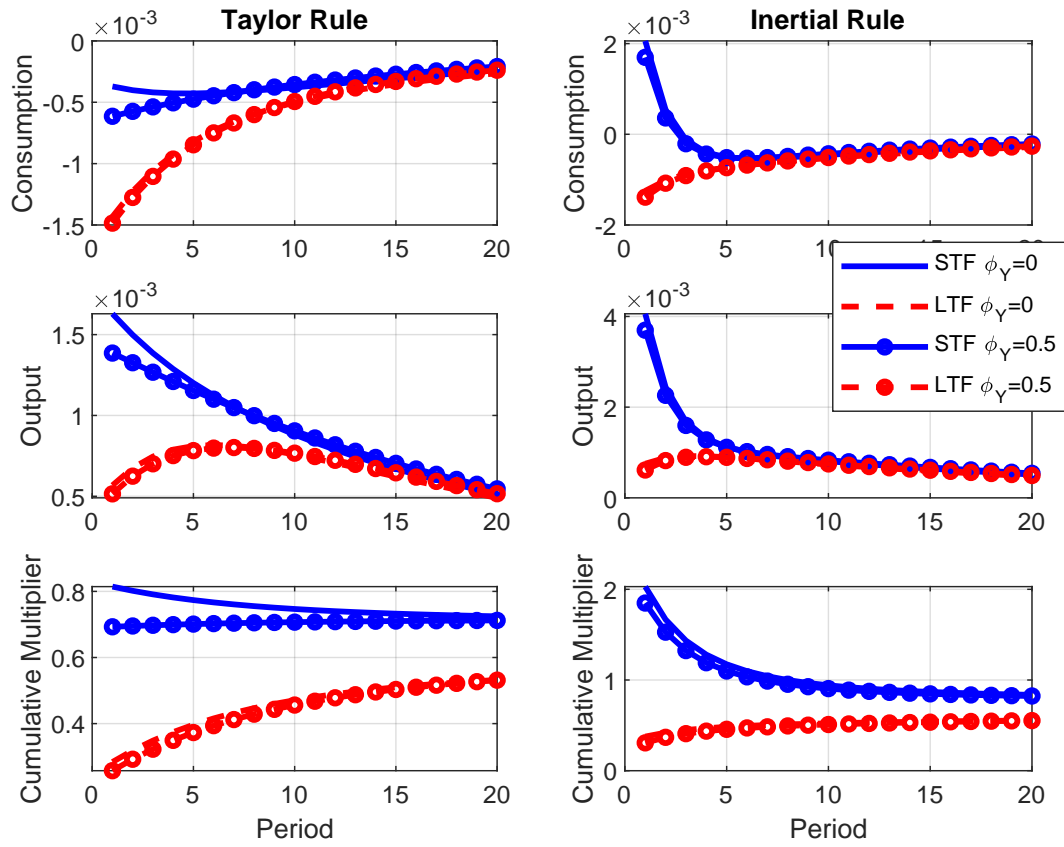 Taylor Rule
×10⁻³
0
-0.5
-1
-1.5
Consumption
0 5 10 15 20
Inertial Rule
×10⁻³
2
0
-2
Consumption
0 5 10 15 20
×10⁻³
1.5
1
0.5
Output
0 5 10 15 20
×10⁻³
4
2
0
Output
0 5 10 15 20
STF ϕ_Y=0
LTF ϕ_Y=0
STF ϕ_Y=0.5
LTF ϕ_Y=0.5
0.8
0.6
0.4
Cumulative Multiplier
0 5 10 15 20
Period
2
1
0
Cumulative Multiplier
0 5 10 15 20
Period